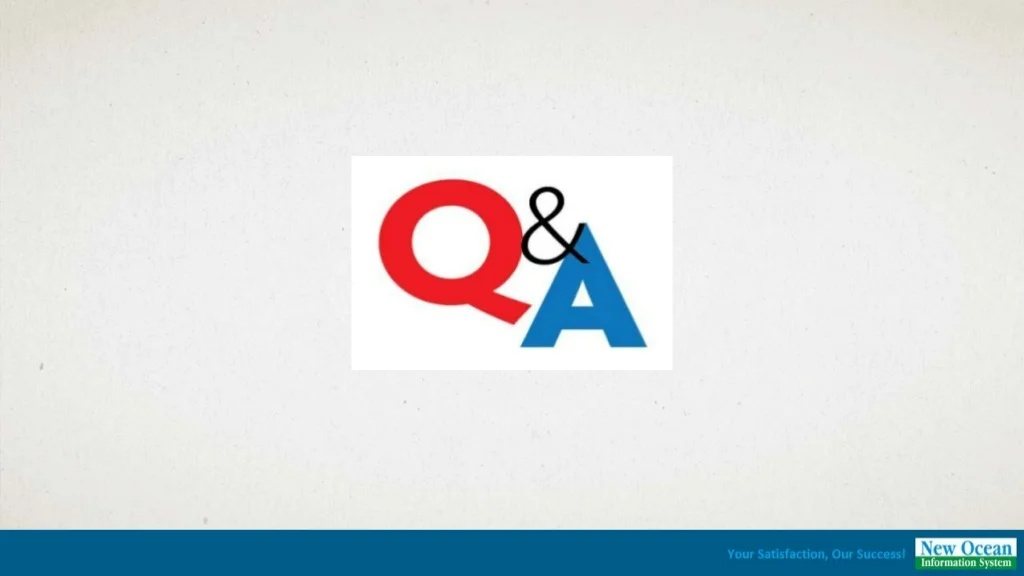 Q&A
Your Satisfaction, Our Success!
New Ocean
Information System